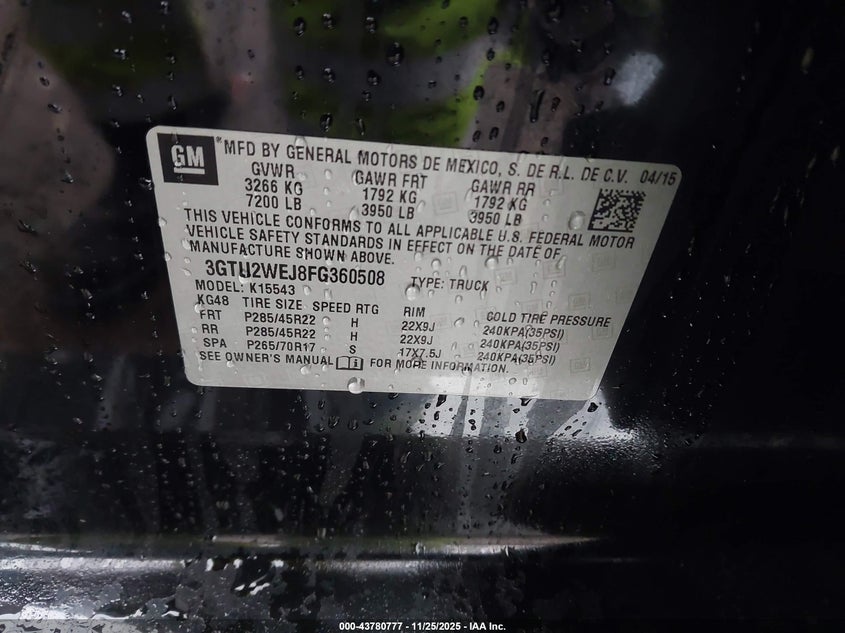 GM
® MFD BY GENERAL MOTORS DE MEXICO, S. DE R.L. DE C.V. 04/15
GVWR GAWR FRT GAWR RR
3266 KG 1792 KG 1792 KG
7200 LB 3950 LB 3950 LB
THIS VEHICLE CONFORMS TO ALL APPLICABLE U.S. FEDERAL MOTOR
VEHICLE SAFETY STANDARDS IN EFFECT ON THE DATE OF
MANUFACTURE SHOWN ABOVE.
3GTU2WEJ8FG360508 TYPE: TRUCK
MODEL: K15543
KG48 TIRE SIZE SPEED RTG RIM COLD TIRE PRESSURE
FRT P285/45R22 H 22X9J 240KPA(35PSI)
RR P285/45R22 H 22X9J 240KPA(35PSI)
SPA P265/70R17 S 17X7.5J 240KPA(35PSI)
SEE OWNER'S MANUAL FOR MORE INFORMATION.
000-43780777 - 11/25/2025 - IAA Inc.